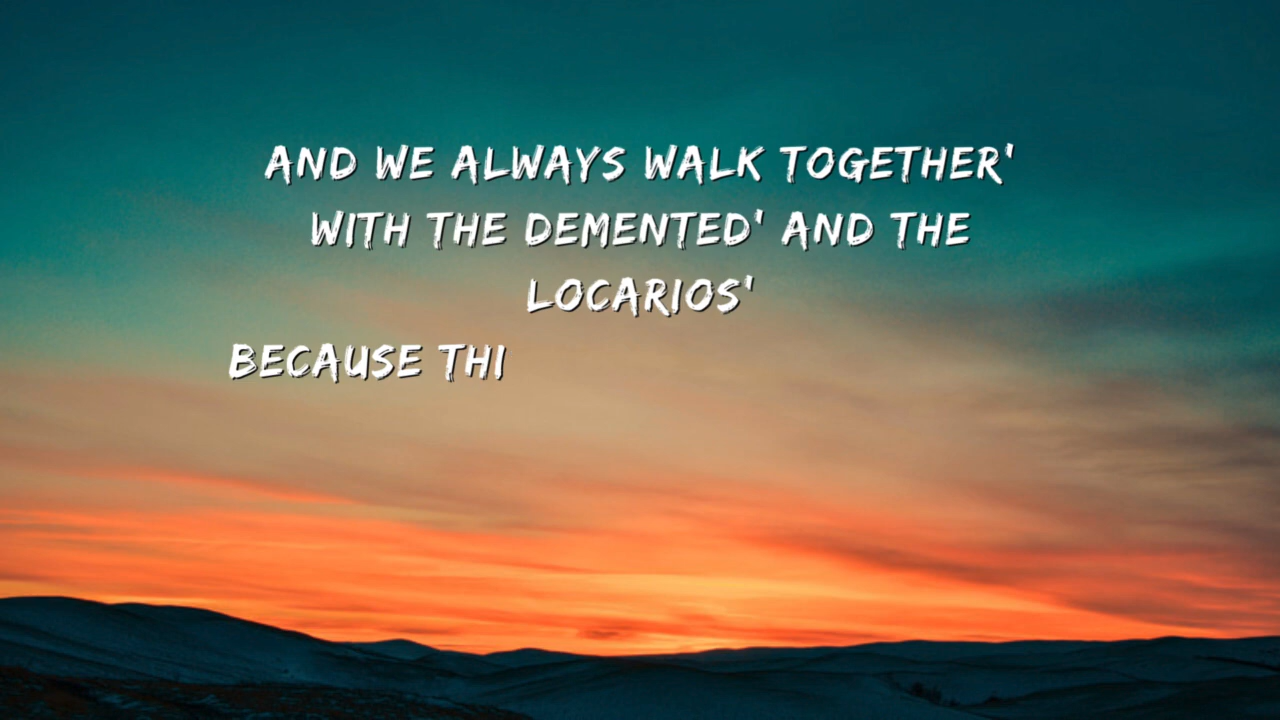 AND WE ALWAYS WALK TOGETHER'
WITH THE DEMENTED' AND THE
LOCARIOS'
BECAUSE THI